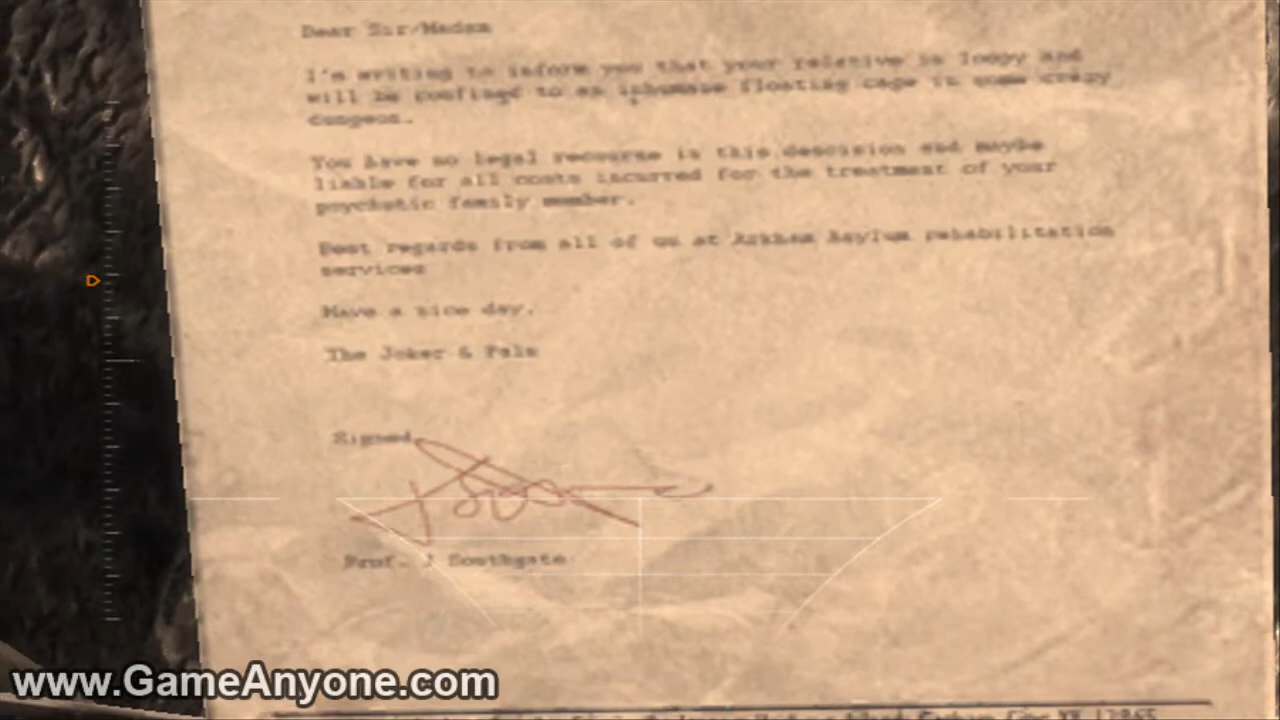 Dear Sir/Madam
I'm writing to inform you that your relative is loopy and
will be confined to an inhumane floating cage in some crazy
dungeon.
You have no legal recourse in this descision and maybe
liable for all costs incurred for the treatment of your
psychotic family member.
Best regards from all of us at Arkham Asylum rehabilitation
services
Have a nice day.
The Joker & Pals
Signed
Prof. J Southgate
www.GameAnyone.com